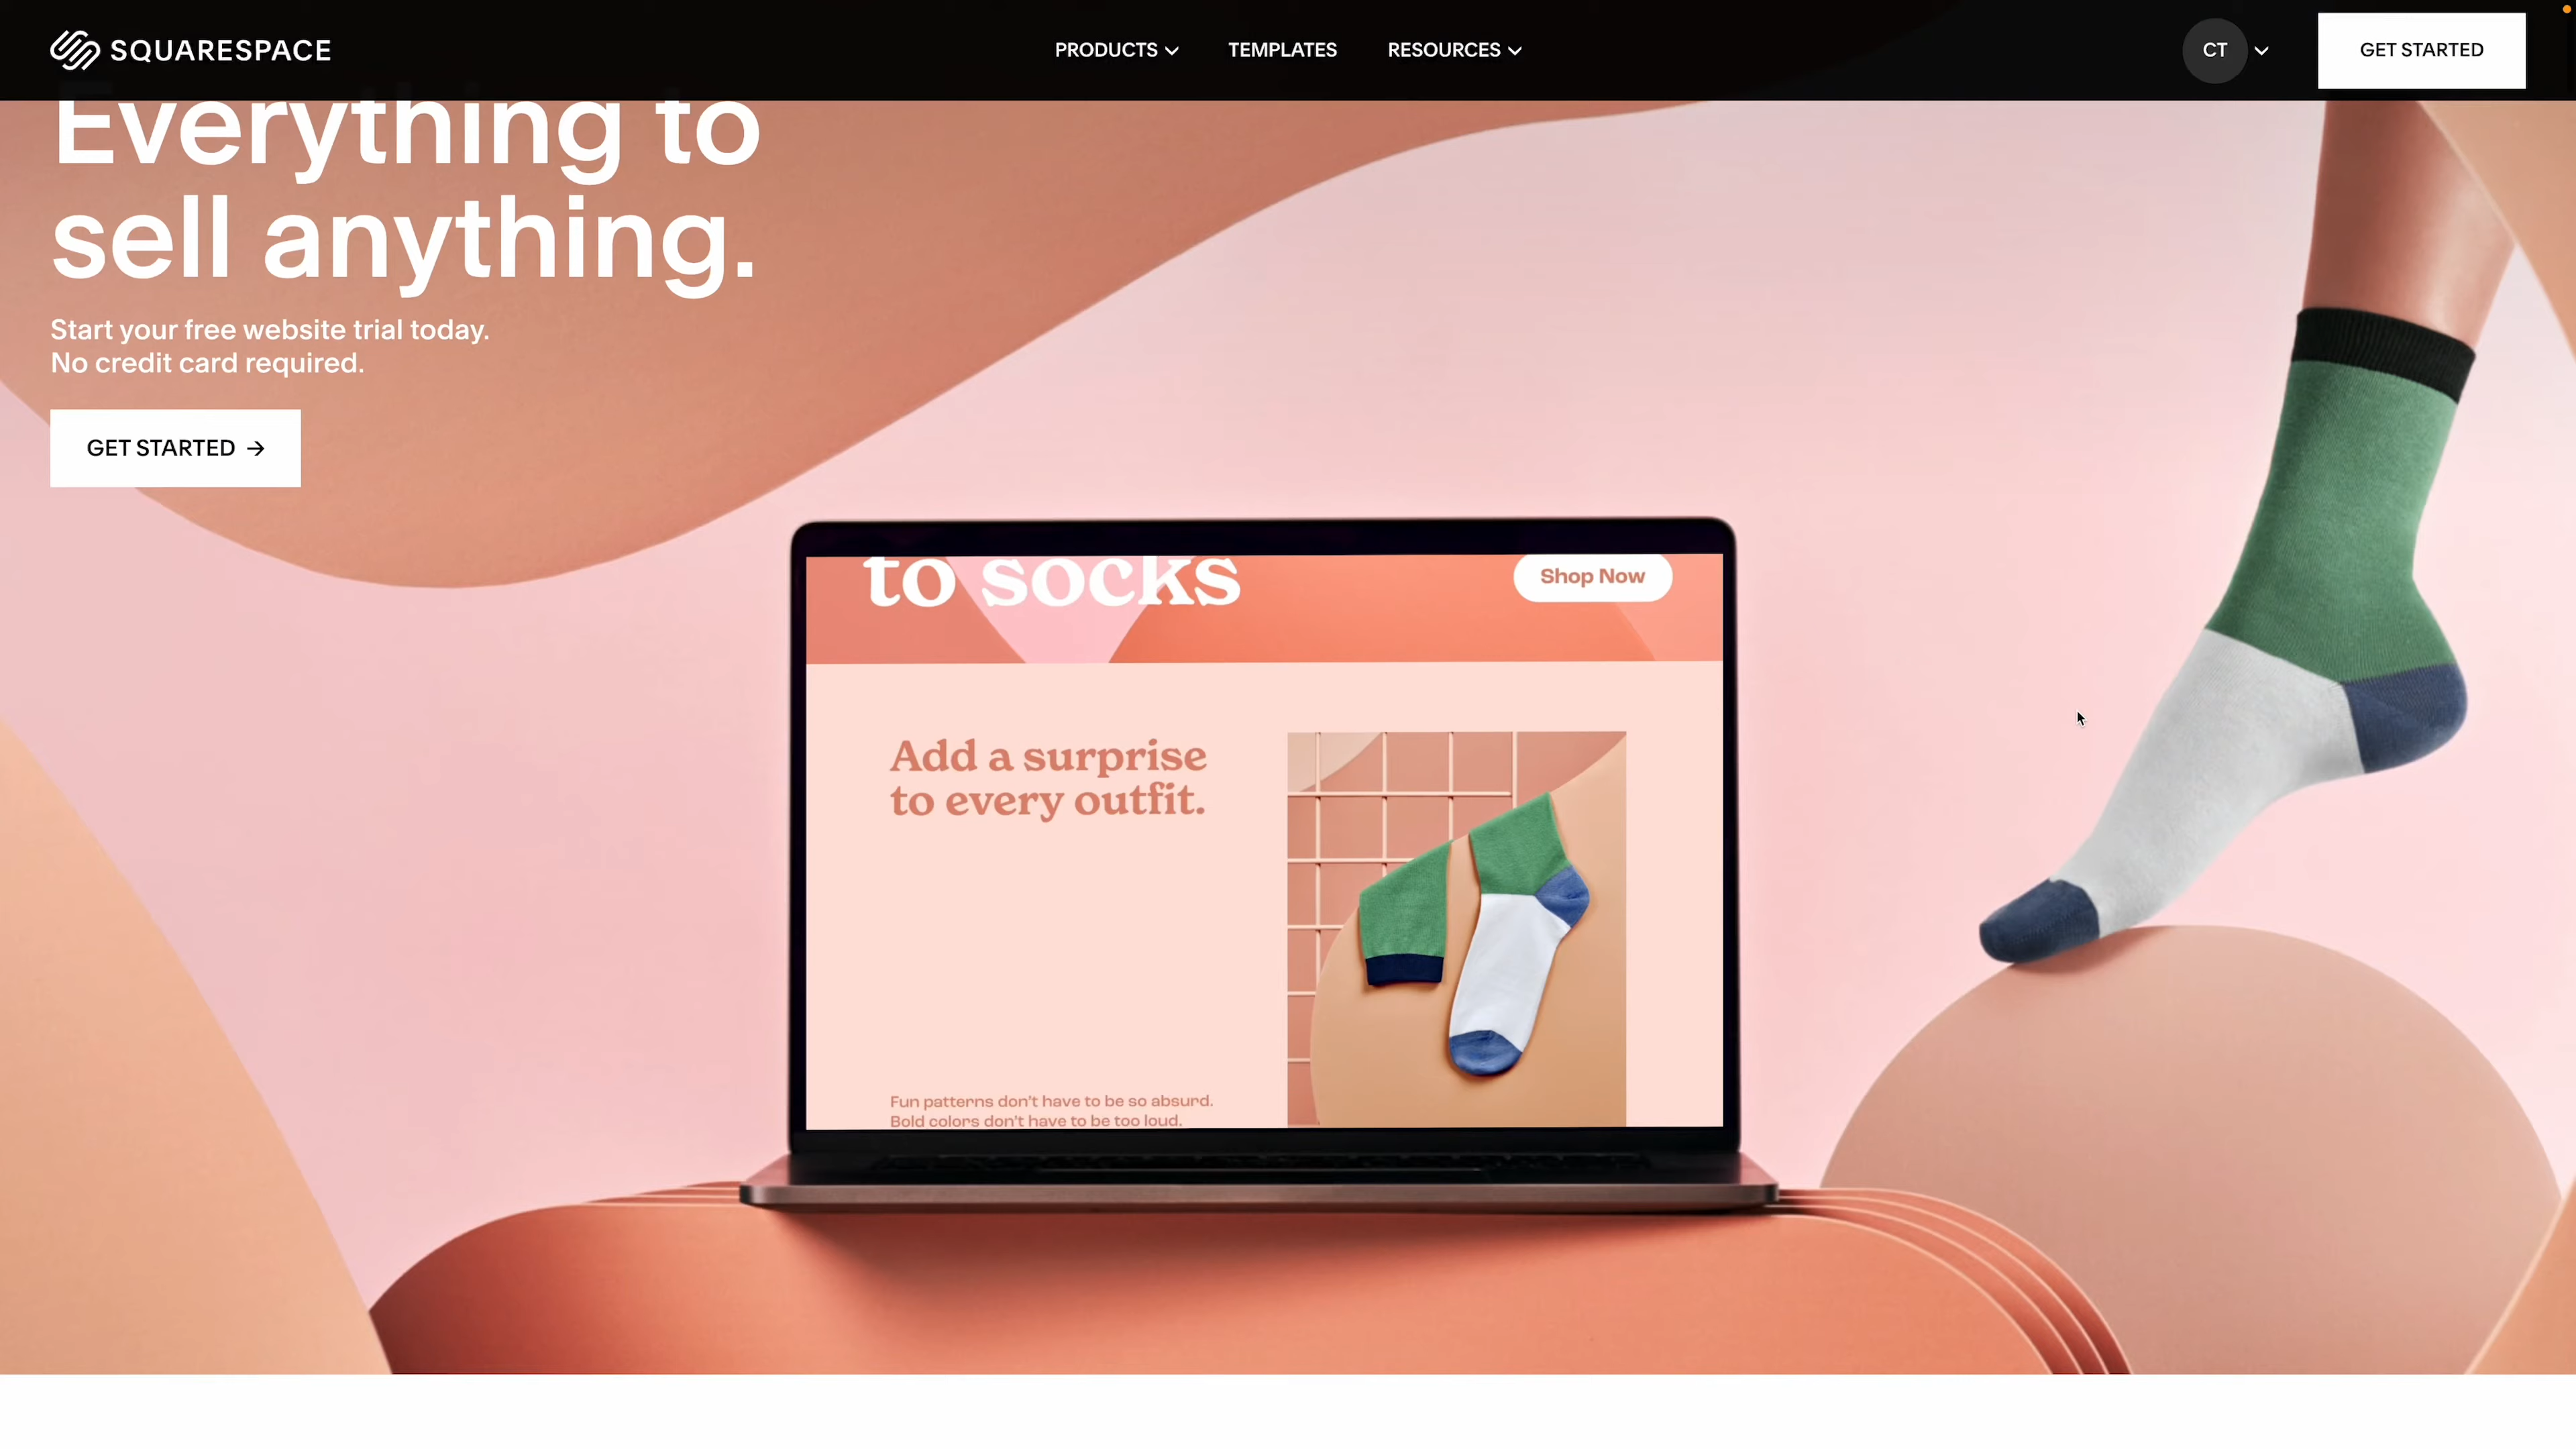 SQUARESPACE
PRODUCTS
TEMPLATES
RESOURCES
CT
GET STARTED
Everything to
sell anything.
Start your free website trial today.
No credit card required.
GET STARTED →
to socks
Shop Now
Add a surprise
to every outfit.
Fun patterns don't have to be so absurd.
Bold colors don't have to be too loud.